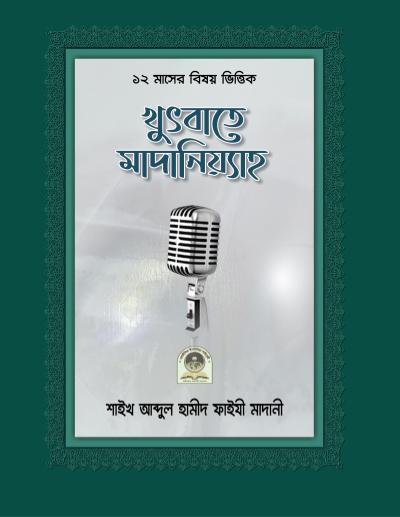 ১২ মাসের বিষয় ভিত্তিক
খুৎবাতে
মাদানিয়্যাহ
শাইখ আব্দুল হামীদ ফাইযী মাদানী